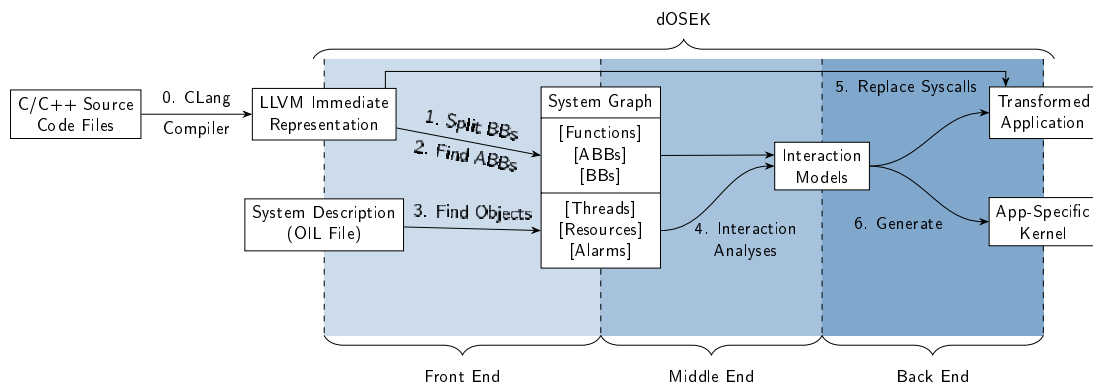 dOSEK
C/C++ Source
Code Files
0. CLang
Compiler
LLVM Immediate
Representation
1. Split BBs
2. Find ABBs
System Description
(OIL File)
3. Find Objects
System Graph
[Functions]
[ABBs]
[BBs]
[Threads]
[Resources]
[Alarms]
4. Interaction
Analyses
Interaction
Models
5. Replace Syscalls
Transformed
Application
6. Generate
App-Specific
Kernel
Front End
Middle End
Back End